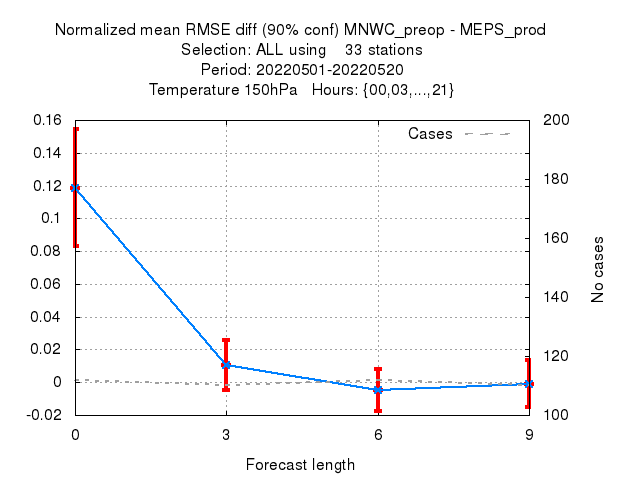 Normalized mean RMSE diff (90% conf) MNWC_preop - MEPS_prod
Selection: ALL using    33 stations
Period: 20220501-20220520
Temperature 150hPa   Hours: {00,03,...,21}
Cases
0.16
0.14
0.12
0.1
0.08
0.06
0.04
0.02
0
-0.02
200
180
160
140
120
100
No cases
0
3
6
9
Forecast length